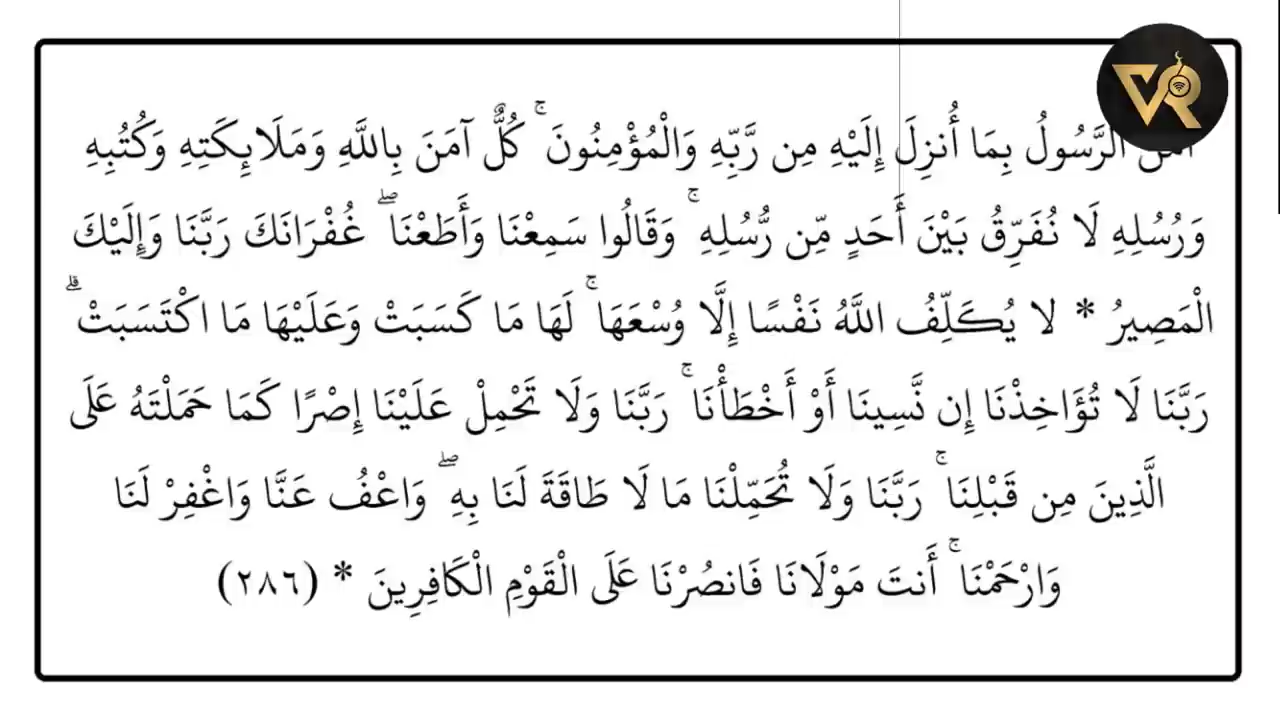 آمَنَ الرَّسُولُ بِمَا أُنزِلَ إِلَيْهِ مِن رَّبِّهِ وَالْمُؤْمِنُونَ ۚ كُلٌّ آمَنَ بِاللَّهِ وَمَلَائِكَتِهِ وَكُتُبِهِ
وَرُسُلِهِ لَا نُفَرِّقُ بَيْنَ أَحَدٍ مِّن رُّسُلِهِ ۚ وَقَالُوا سَمِعْنَا وَأَطَعْنَا ۖ غُفْرَانَكَ رَبَّنَا وَإِلَيْكَ
الْمَصِيرُ * لا يُكَلِّفُ اللَّهُ نَفْسًا إِلَّا وُسْعَهَا ۚ لَهَا مَا كَسَبَتْ وَعَلَيْهَا مَا اكْتَسَبَتْ ۗ
رَبَّنَا لَا تُؤَاخِذْنَا إِن نَّسِينَا أَوْ أَخْطَأْنَا ۚ رَبَّنَا وَلَا تَحْمِلْ عَلَيْنَا إِصْرًا كَمَا حَمَلْتَهُ عَلَى
الَّذِينَ مِن قَبْلِنَا ۚ رَبَّنَا وَلَا تُحَمِّلْنَا مَا لَا طَاقَةَ لَنَا بِهِ ۖ وَاعْفُ عَنَّا وَاغْفِرْ لَنَا
وَارْحَمْنَا ۚ أَنتَ مَوْلَانَا فَانصُرْنَا عَلَى الْقَوْمِ الْكَافِرِينَ * (٢٨٦)
VR